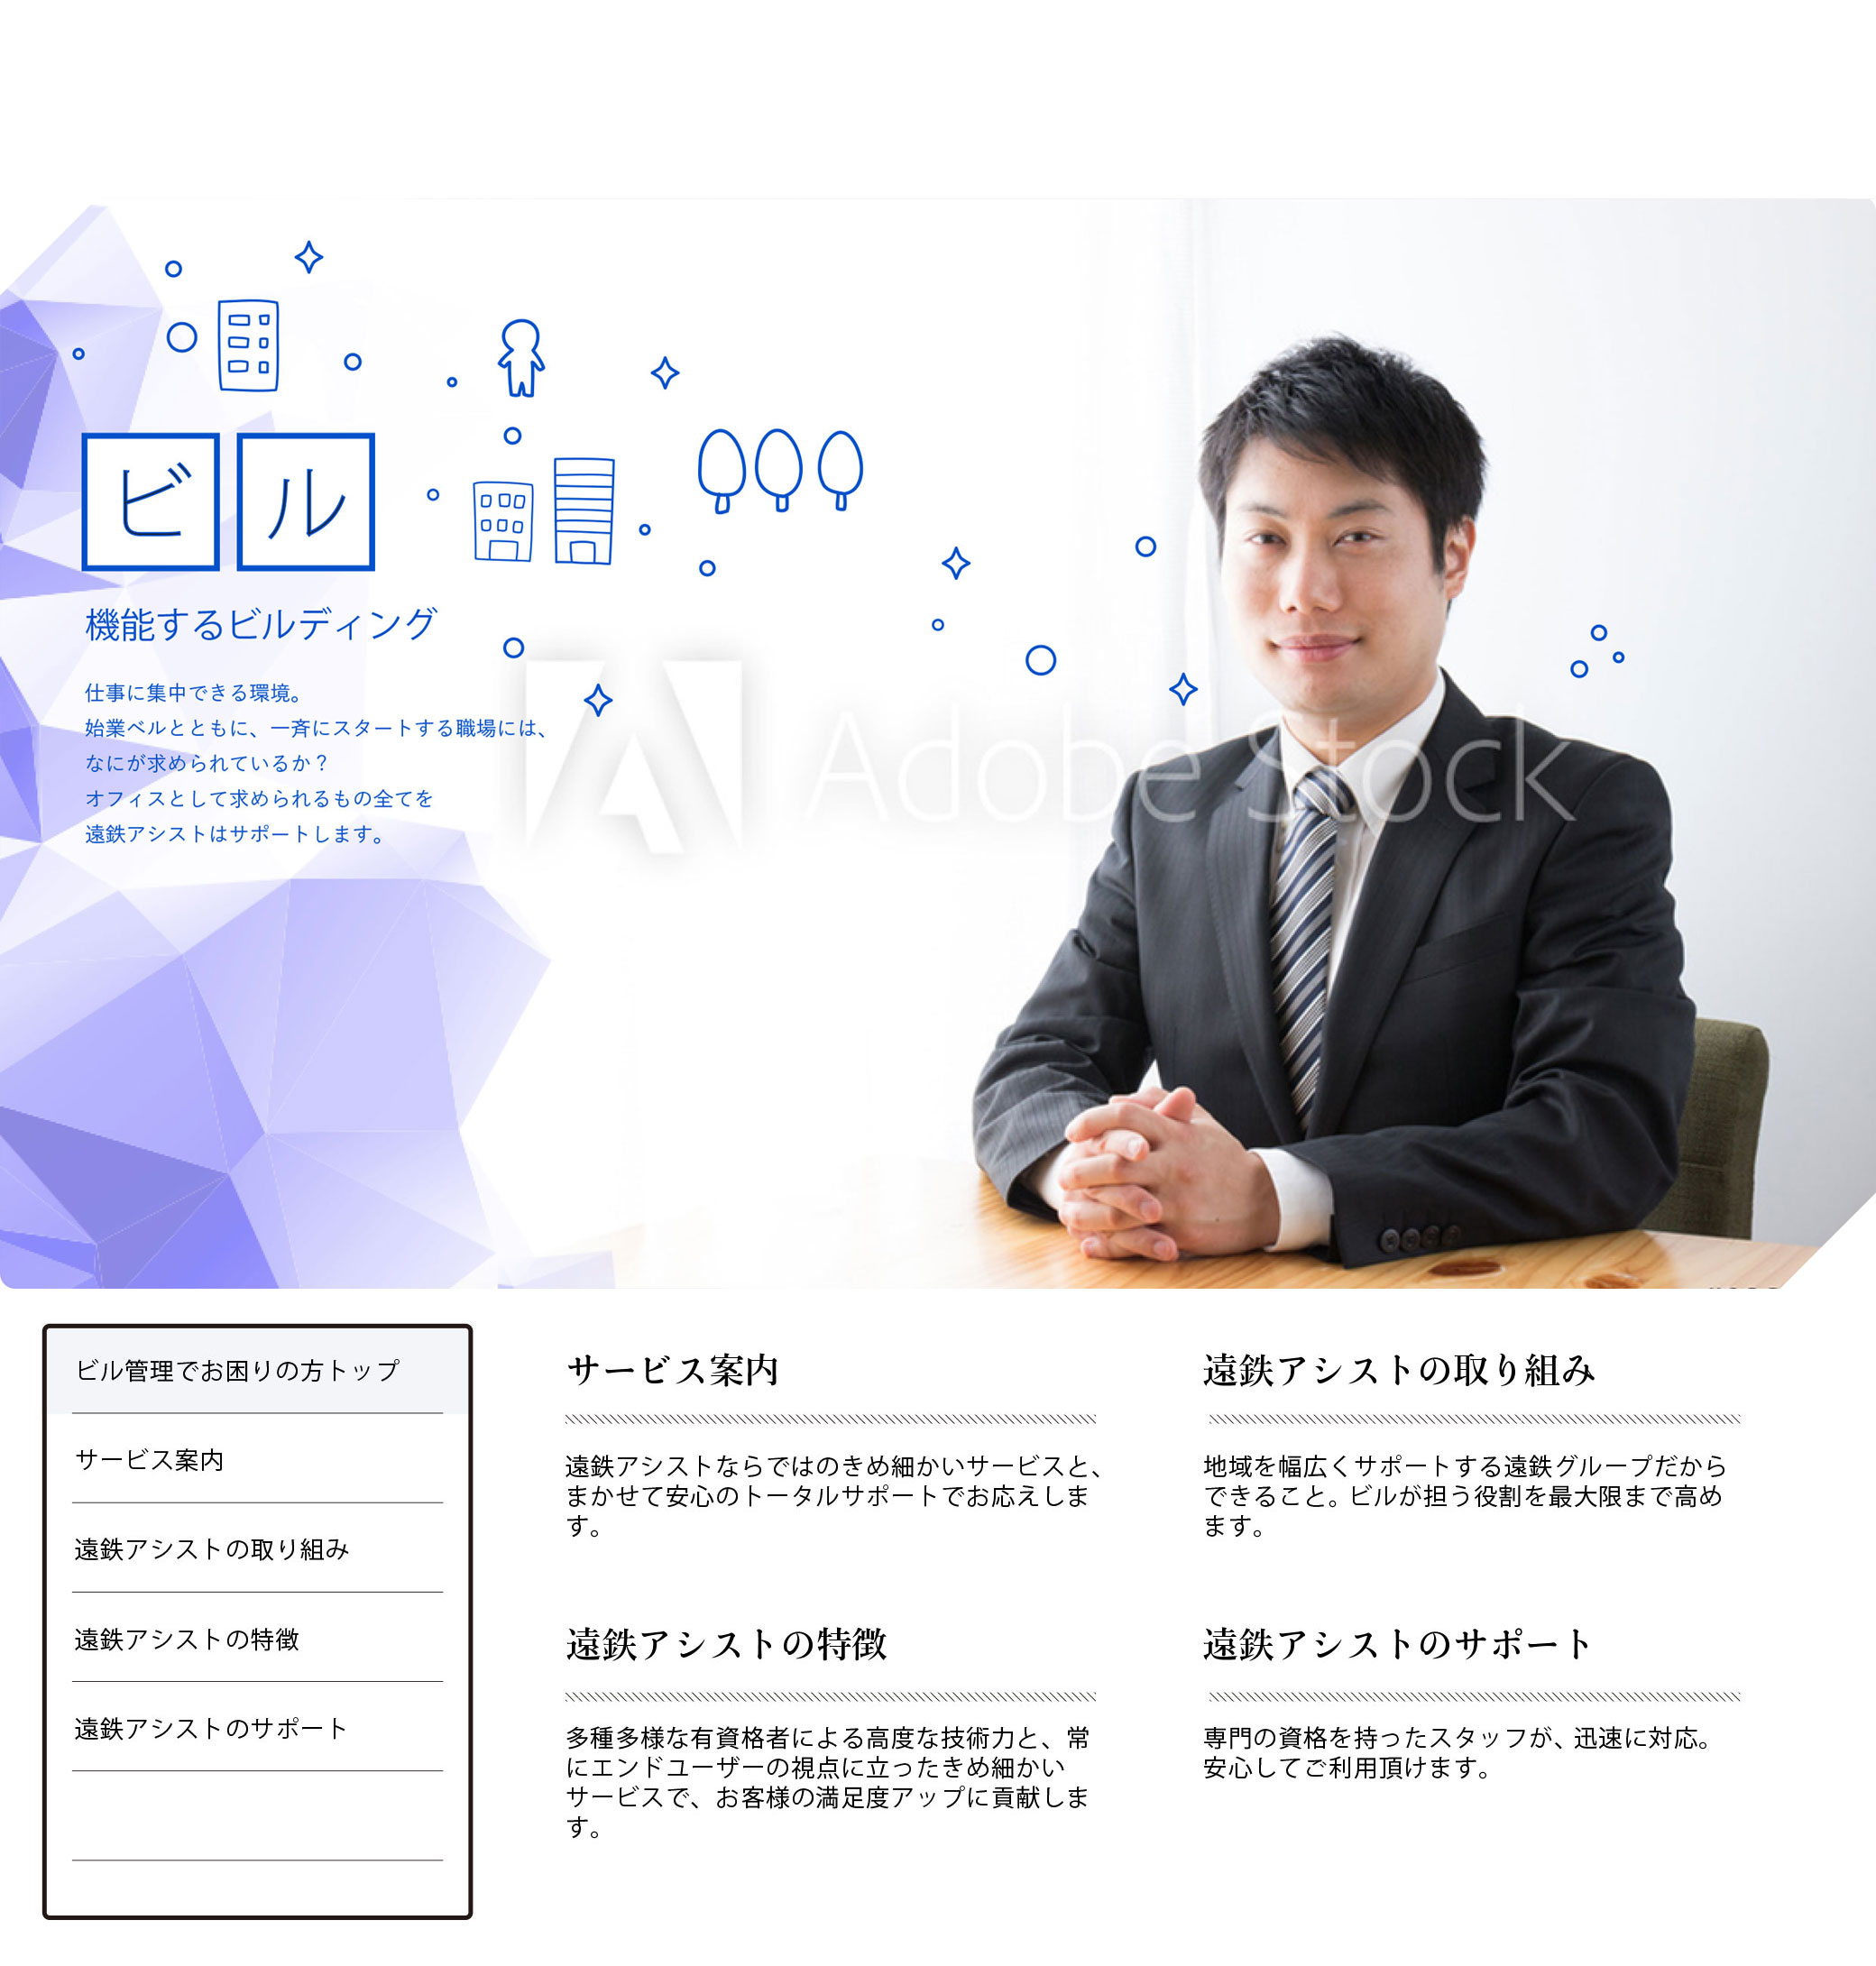 ビル
機能するビルディング
仕事に集中できる環境。
始業ベルとともに、一斉にスタートする職場には、
なにが求められているか？
オフィスとして求められるもの全てを
遠鉄アシストはサポートします。
Adobe Stock
ビル管理でお困りの方トップ
サービス案内
遠鉄アシストの取り組み
遠鉄アシストの特徴
遠鉄アシストのサポート
サービス案内
遠鉄アシストならではのきめ細かいサービスと、
まかせて安心のトータルサポートでお応えしま
す。
遠鉄アシストの取り組み
地域を幅広くサポートする遠鉄グループだから
できること。ビルが担う役割を最大限まで高め
ます。
遠鉄アシストの特徴
多種多様な有資格者による高度な技術力と、常
にエンドユーザーの視点に立ったきめ細かい
サービスで、お客様の満足度アップに貢献しま
す。
遠鉄アシストのサポート
専門の資格を持ったスタッフが、迅速に対応。
安心してご利用頂けます。